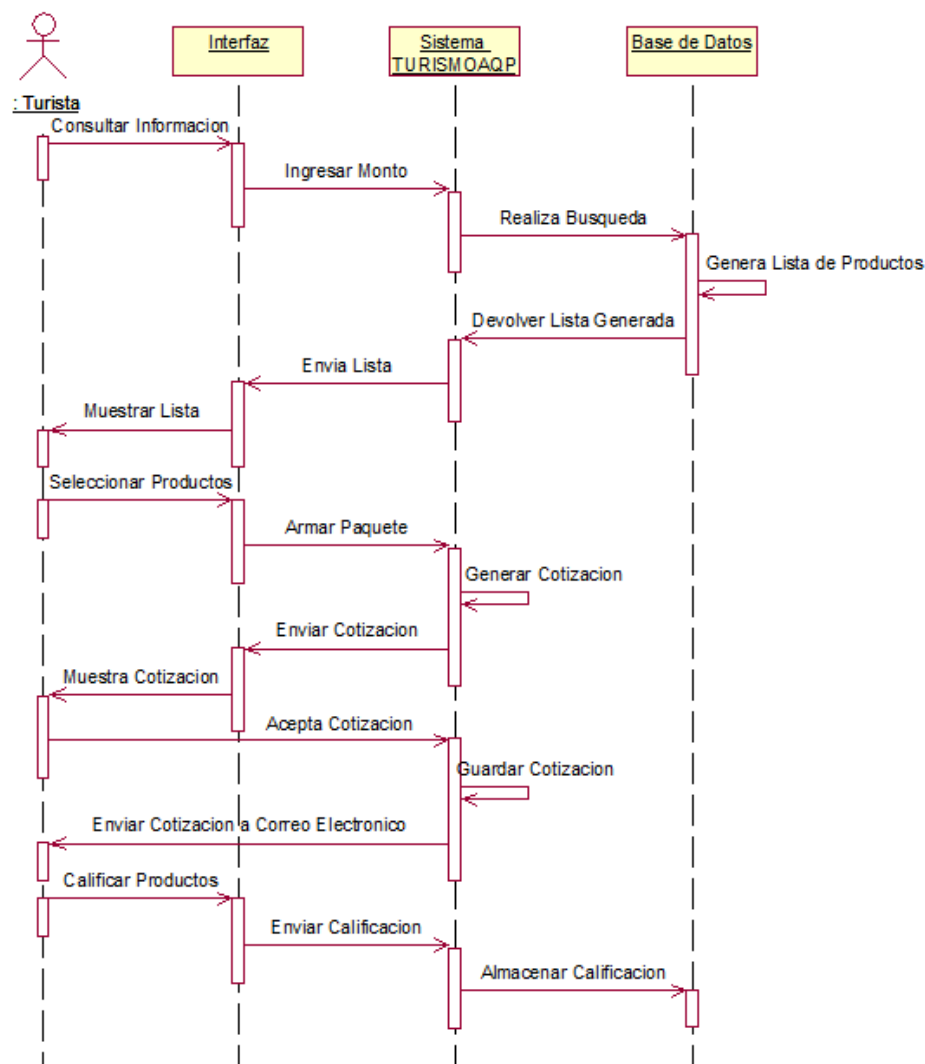 Interfaz
Sistema
TURISMOAQP
Base de Datos
: Turista
Consultar Informacion
Ingresar Monto
Realiza Busqueda
Genera Lista de Productos
Devolver Lista Generada
Envia Lista
Muestrar Lista
Seleccionar Productos
Armar Paquete
Generar Cotizacion
Enviar Cotizacion
Muestra Cotizacion
Acepta Cotizacion
Guardar Cotizacion
Enviar Cotizacion a Correo Electronico
Calificar Productos
Enviar Calificacion
Almacenar Calificacion